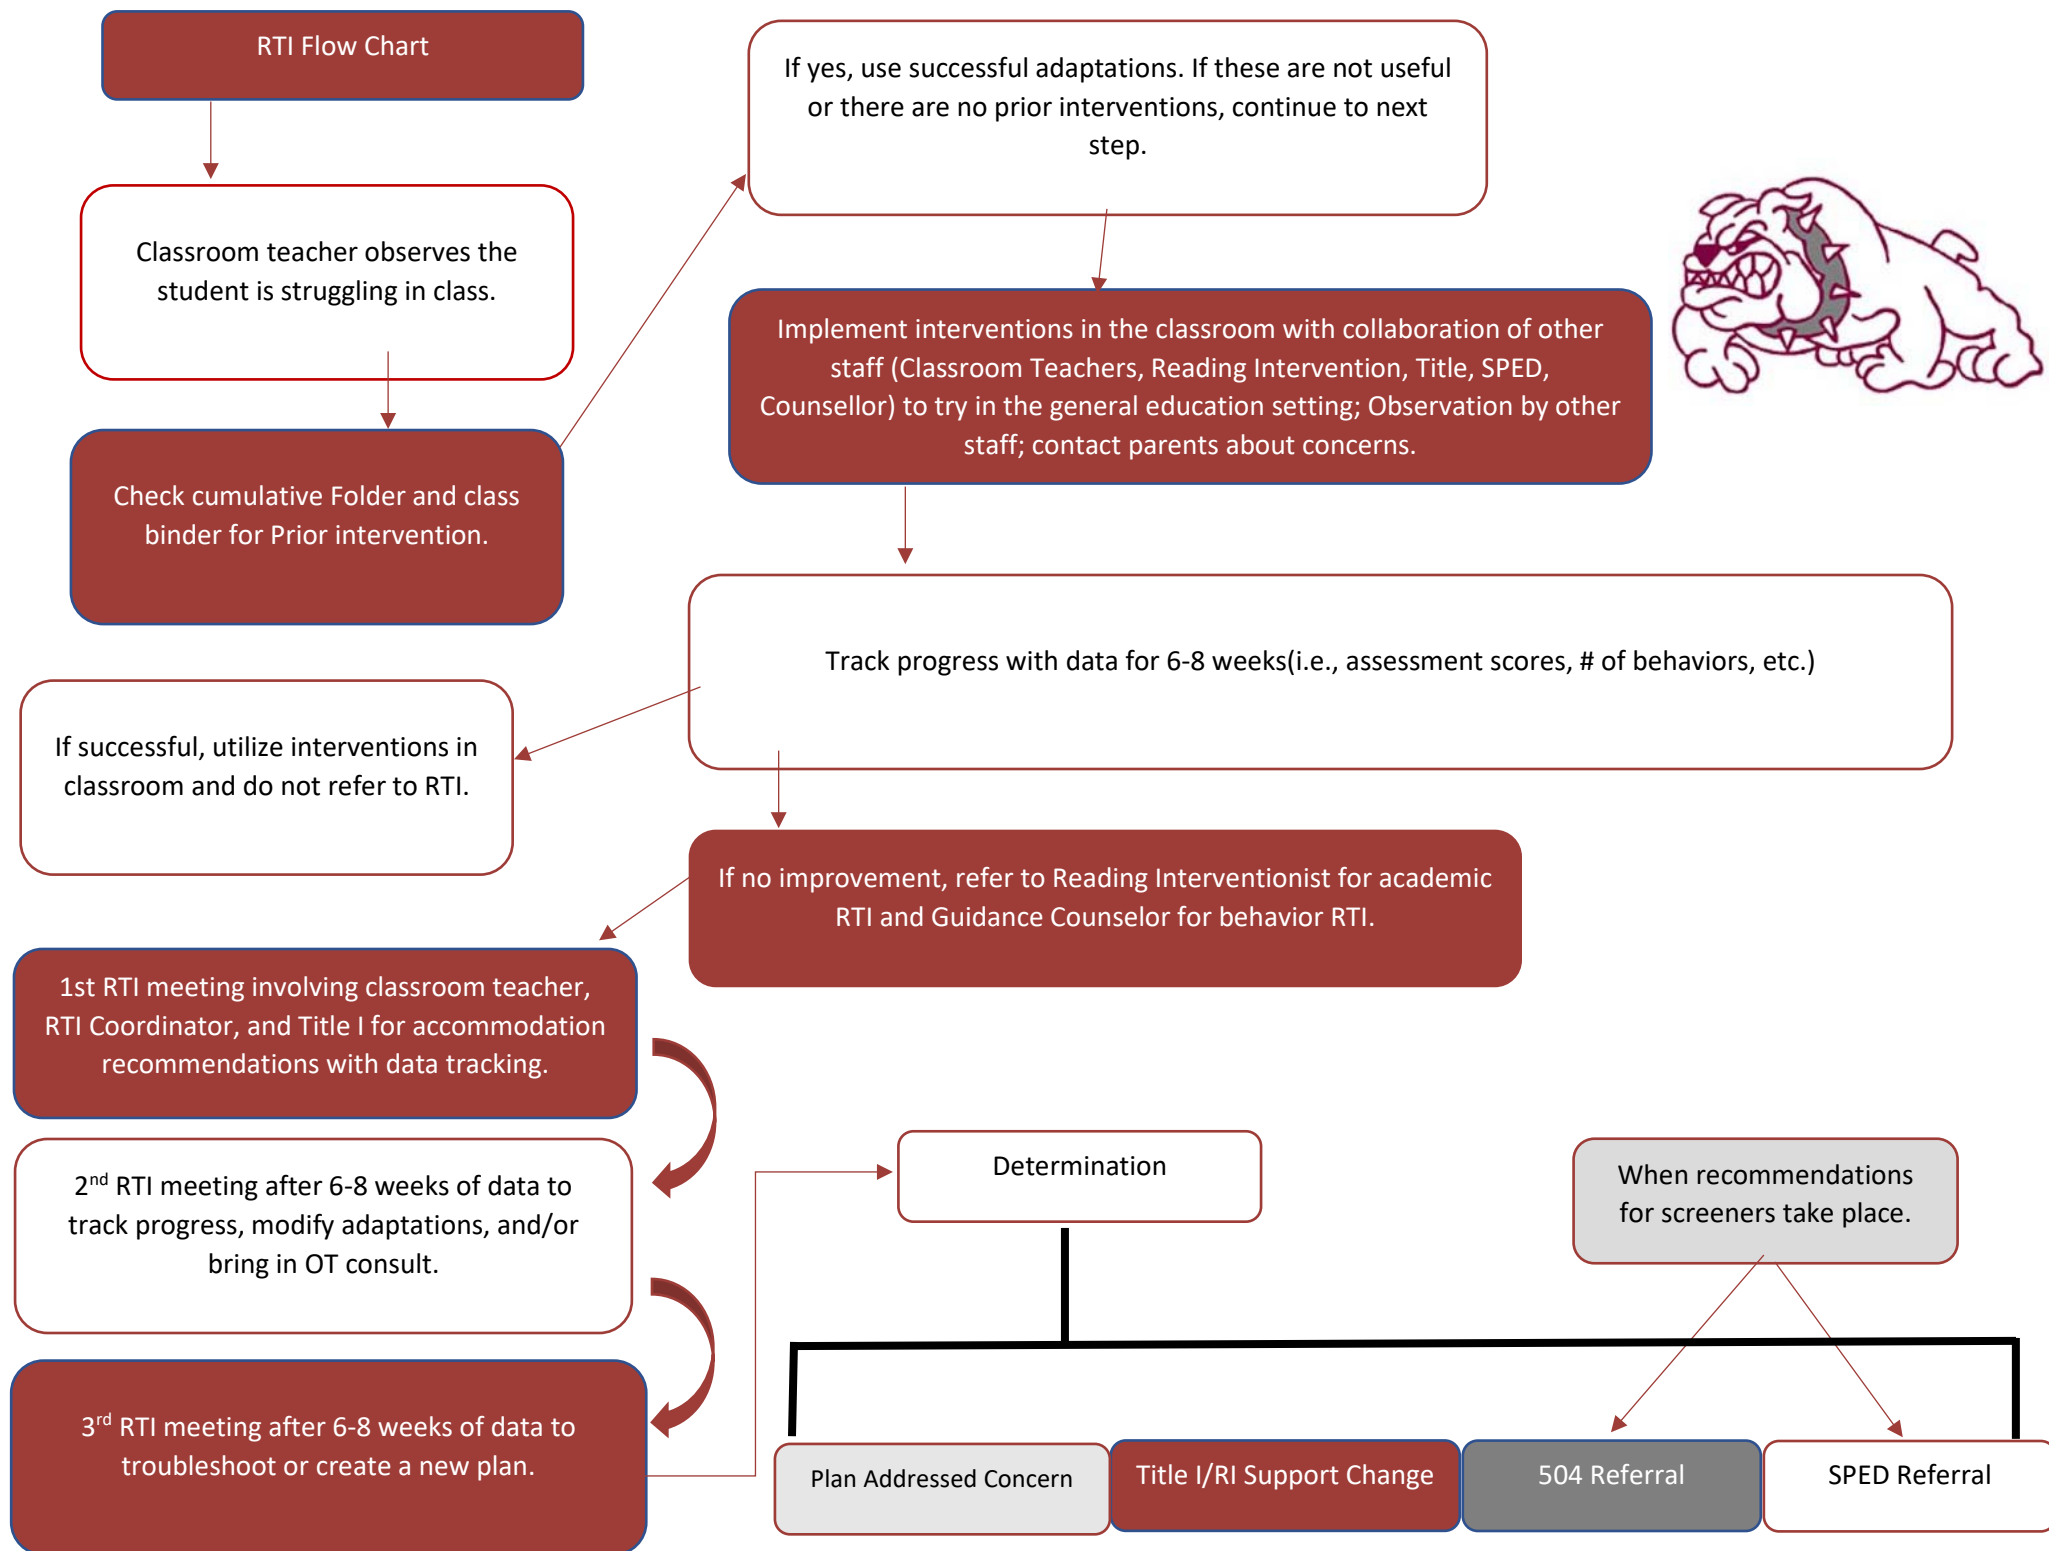 RTI Flow Chart
Classroom teacher observes the
student is struggling in class.
Check cumulative Folder and class
binder for Prior intervention.
If yes, use successful adaptations. If these are not useful
or there are no prior interventions, continue to next
step.
Implement interventions in the classroom with collaboration of other
staff (Classroom Teachers, Reading Intervention, Title, SPED,
Counsellor) to try in the general education setting; Observation by other
staff; contact parents about concerns.
Track progress with data for 6-8 weeks(i.e., assessment scores, # of behaviors, etc.)
If successful, utilize interventions in
classroom and do not refer to RTI.
If no improvement, refer to Reading Interventionist for academic
RTI and Guidance Counselor for behavior RTI.
1st RTI meeting involving classroom teacher,
RTI Coordinator, and Title I for accommodation
recommendations with data tracking.
2nd RTI meeting after 6-8 weeks of data to
track progress, modify adaptations, and/or
bring in OT consult.
3rd RTI meeting after 6-8 weeks of data to
troubleshoot or create a new plan.
Determination
When recommendations
for screeners take place.
Plan Addressed Concern
Title I/RI Support Change
504 Referral
SPED Referral